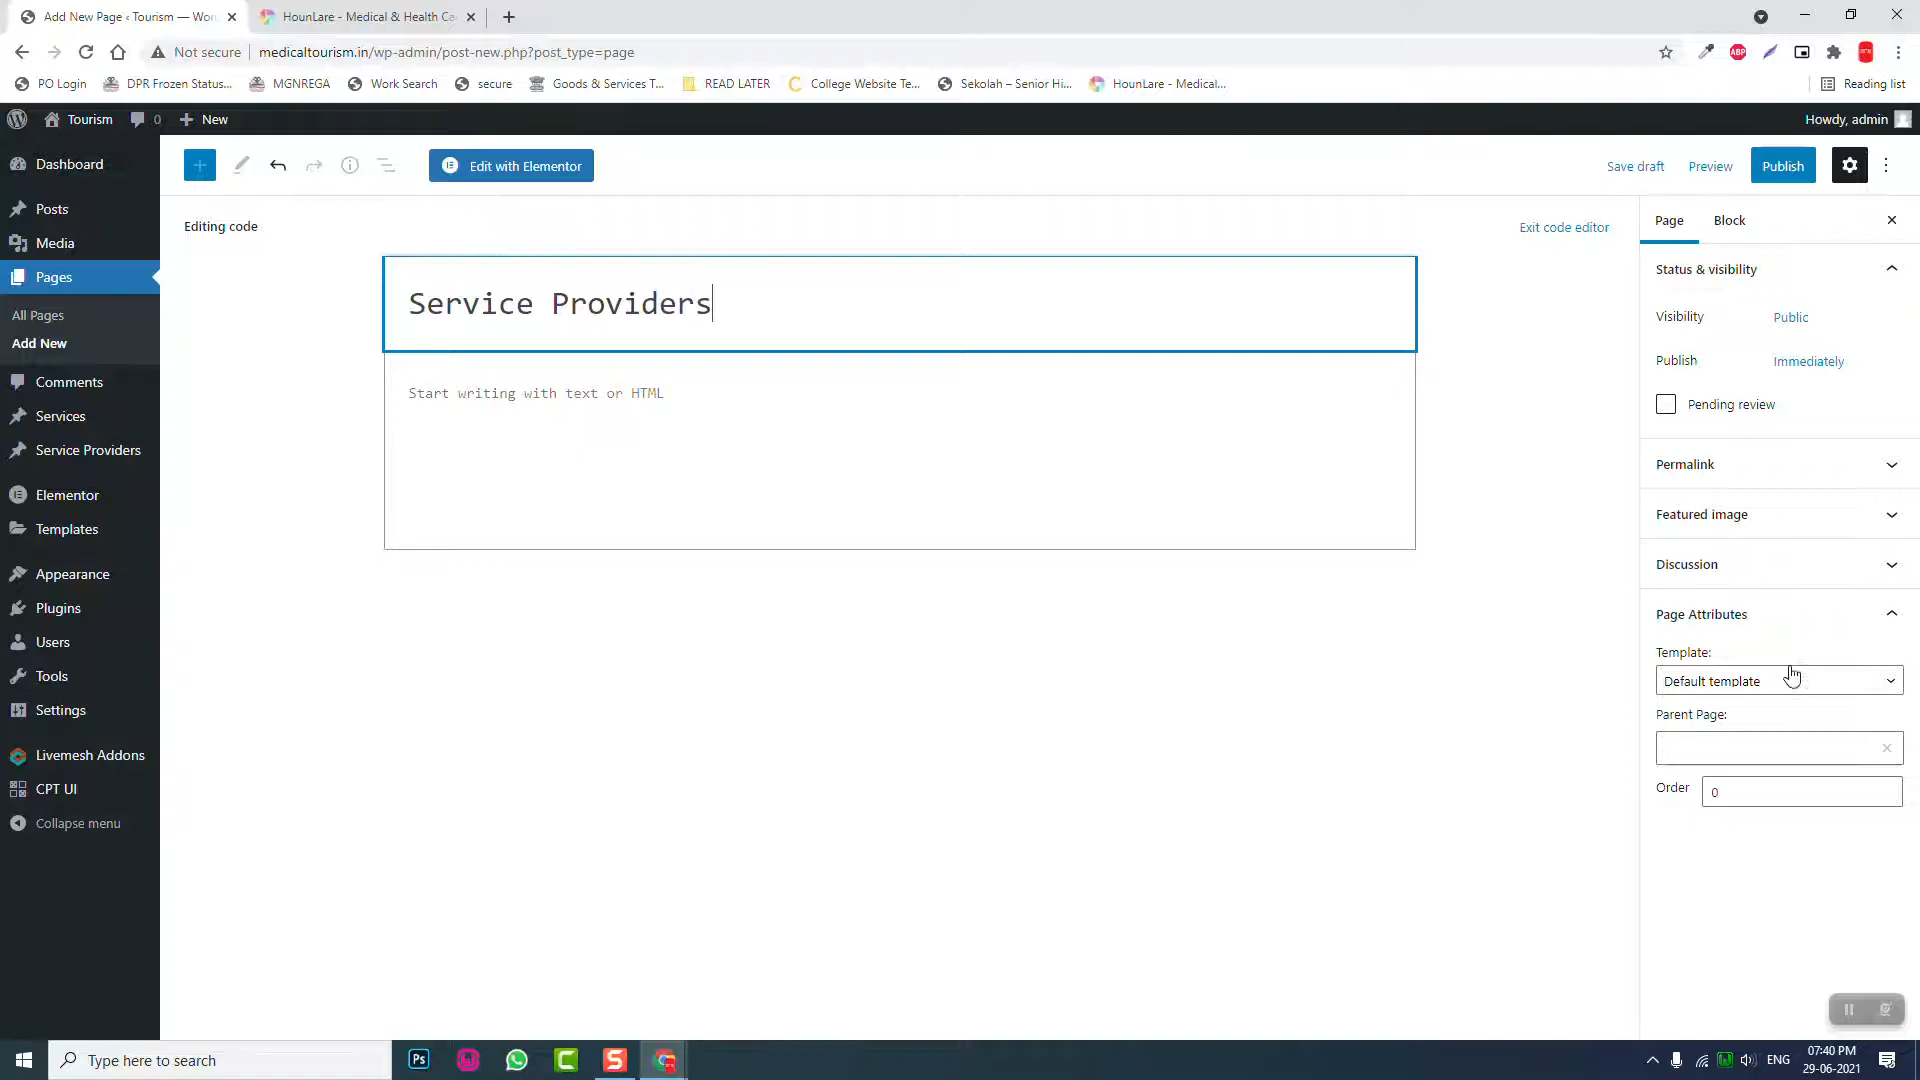 Add New Page ‹ Tourism — Wor
HounLare - Medical & Health Ca
Not secure
medicaltourism.in/wp-admin/post-new.php?post_type=page
ABP
PO Login
DPR Frozen Status...
MGNREGA
Work Search
secure
Goods & Services T...
READ LATER
College Website Te...
Sekolah – Senior Hi...
HounLare - Medical...
Reading list
Tourism
0
New
Howdy, admin
Dashboard
Posts
Media
Pages
All Pages
Add New
Comments
Services
Service Providers
Elementor
Templates
Appearance
Plugins
Users
Tools
Settings
Livemesh Addons
CPT UI
Collapse menu
Edit with Elementor
Save draft
Preview
Publish
Editing code
Exit code editor
Service Providers
Start writing with text or HTML
Page
Block
Status & visibility
Visibility
Public
Publish
Immediately
Pending review
Permalink
Featured image
Discussion
Page Attributes
Template:
Default template
Parent Page:
Order
0
Type here to search
Ps
ENG
07:40 PM
29-06-2021